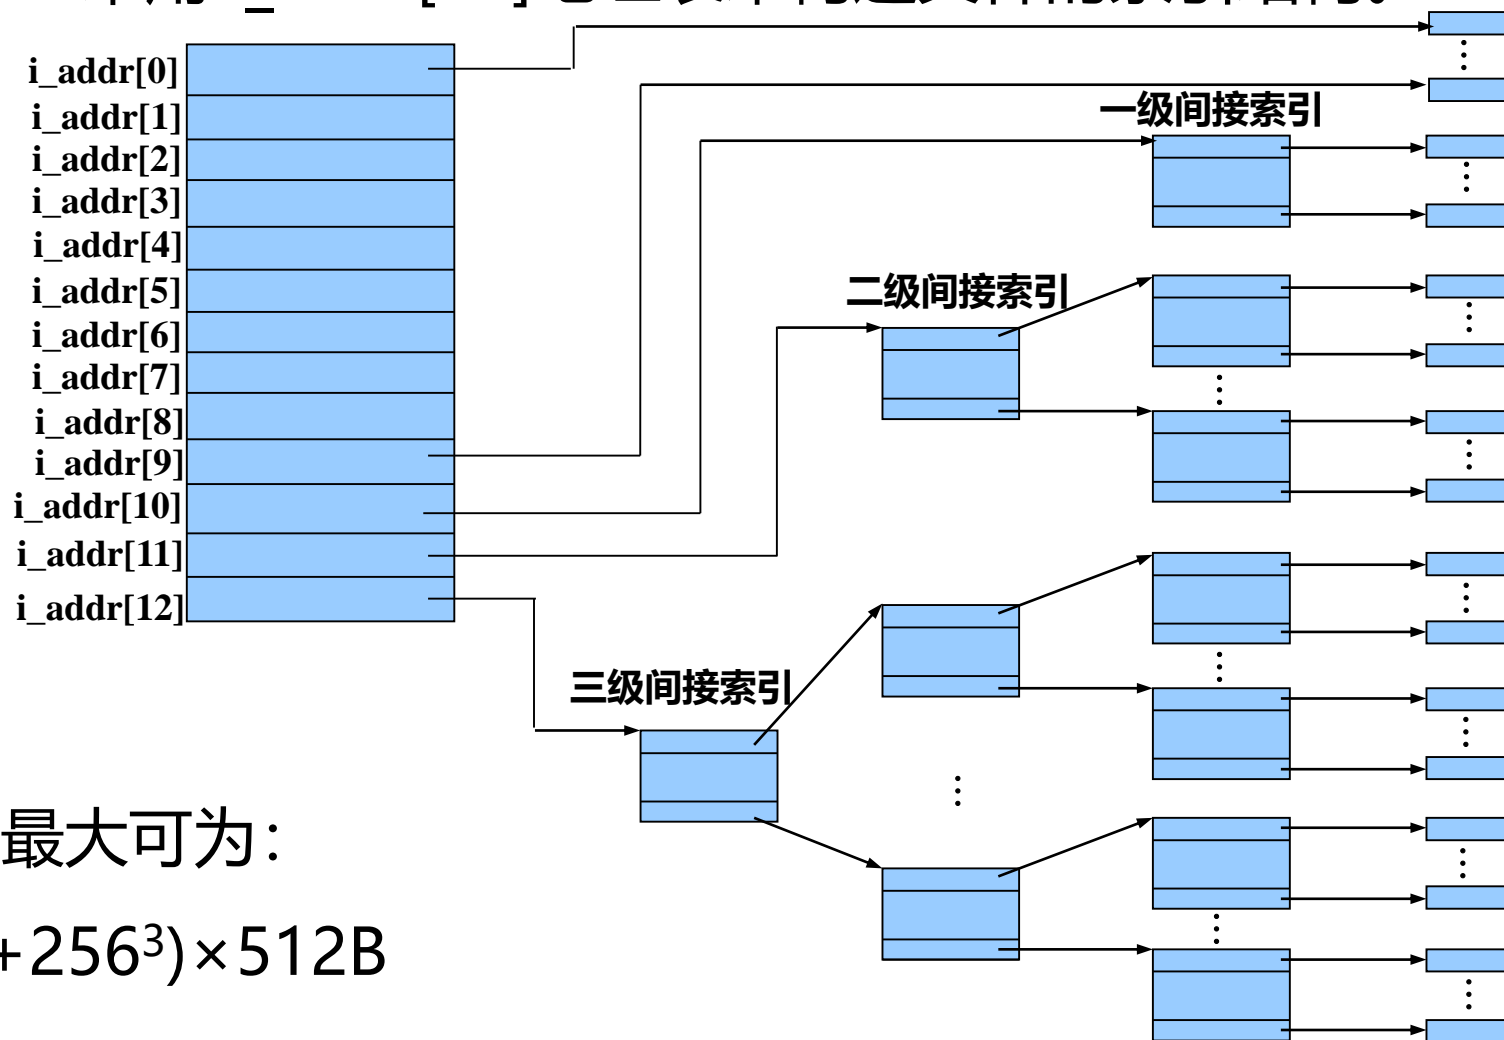 i_addr[0]
i_addr[1]
一级间接索引
i_addr[2]
i_addr[3]
i_addr[4]
i_addr[5]
二级间接索引
i_addr[6]
i_addr[7]
i_addr[8]
i_addr[9]
i_addr[10]
i_addr[11]
i_addr[12]
三级间接索引
最大可为：
+256³)×512B